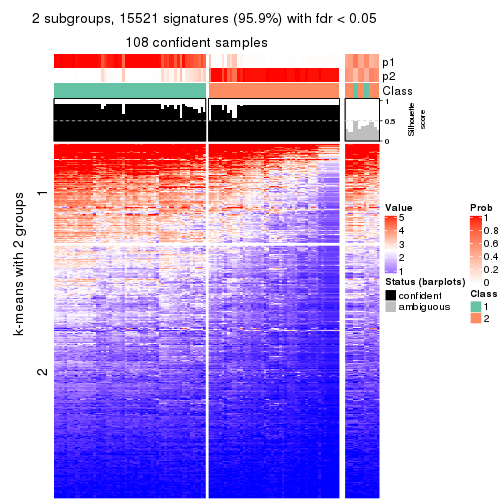 2 subgroups, 15521 signatures (95.9%) with fdr < 0.05
108 confident samples
p1
p2
Class
1
0.5
0
Silhouette
score
k-means with 2 groups
1
2
Value
5
4
3
2
1
Status (barplots)
confident
ambiguous
Prob
1
0.8
0.6
0.4
0.2
0
Class
1
2